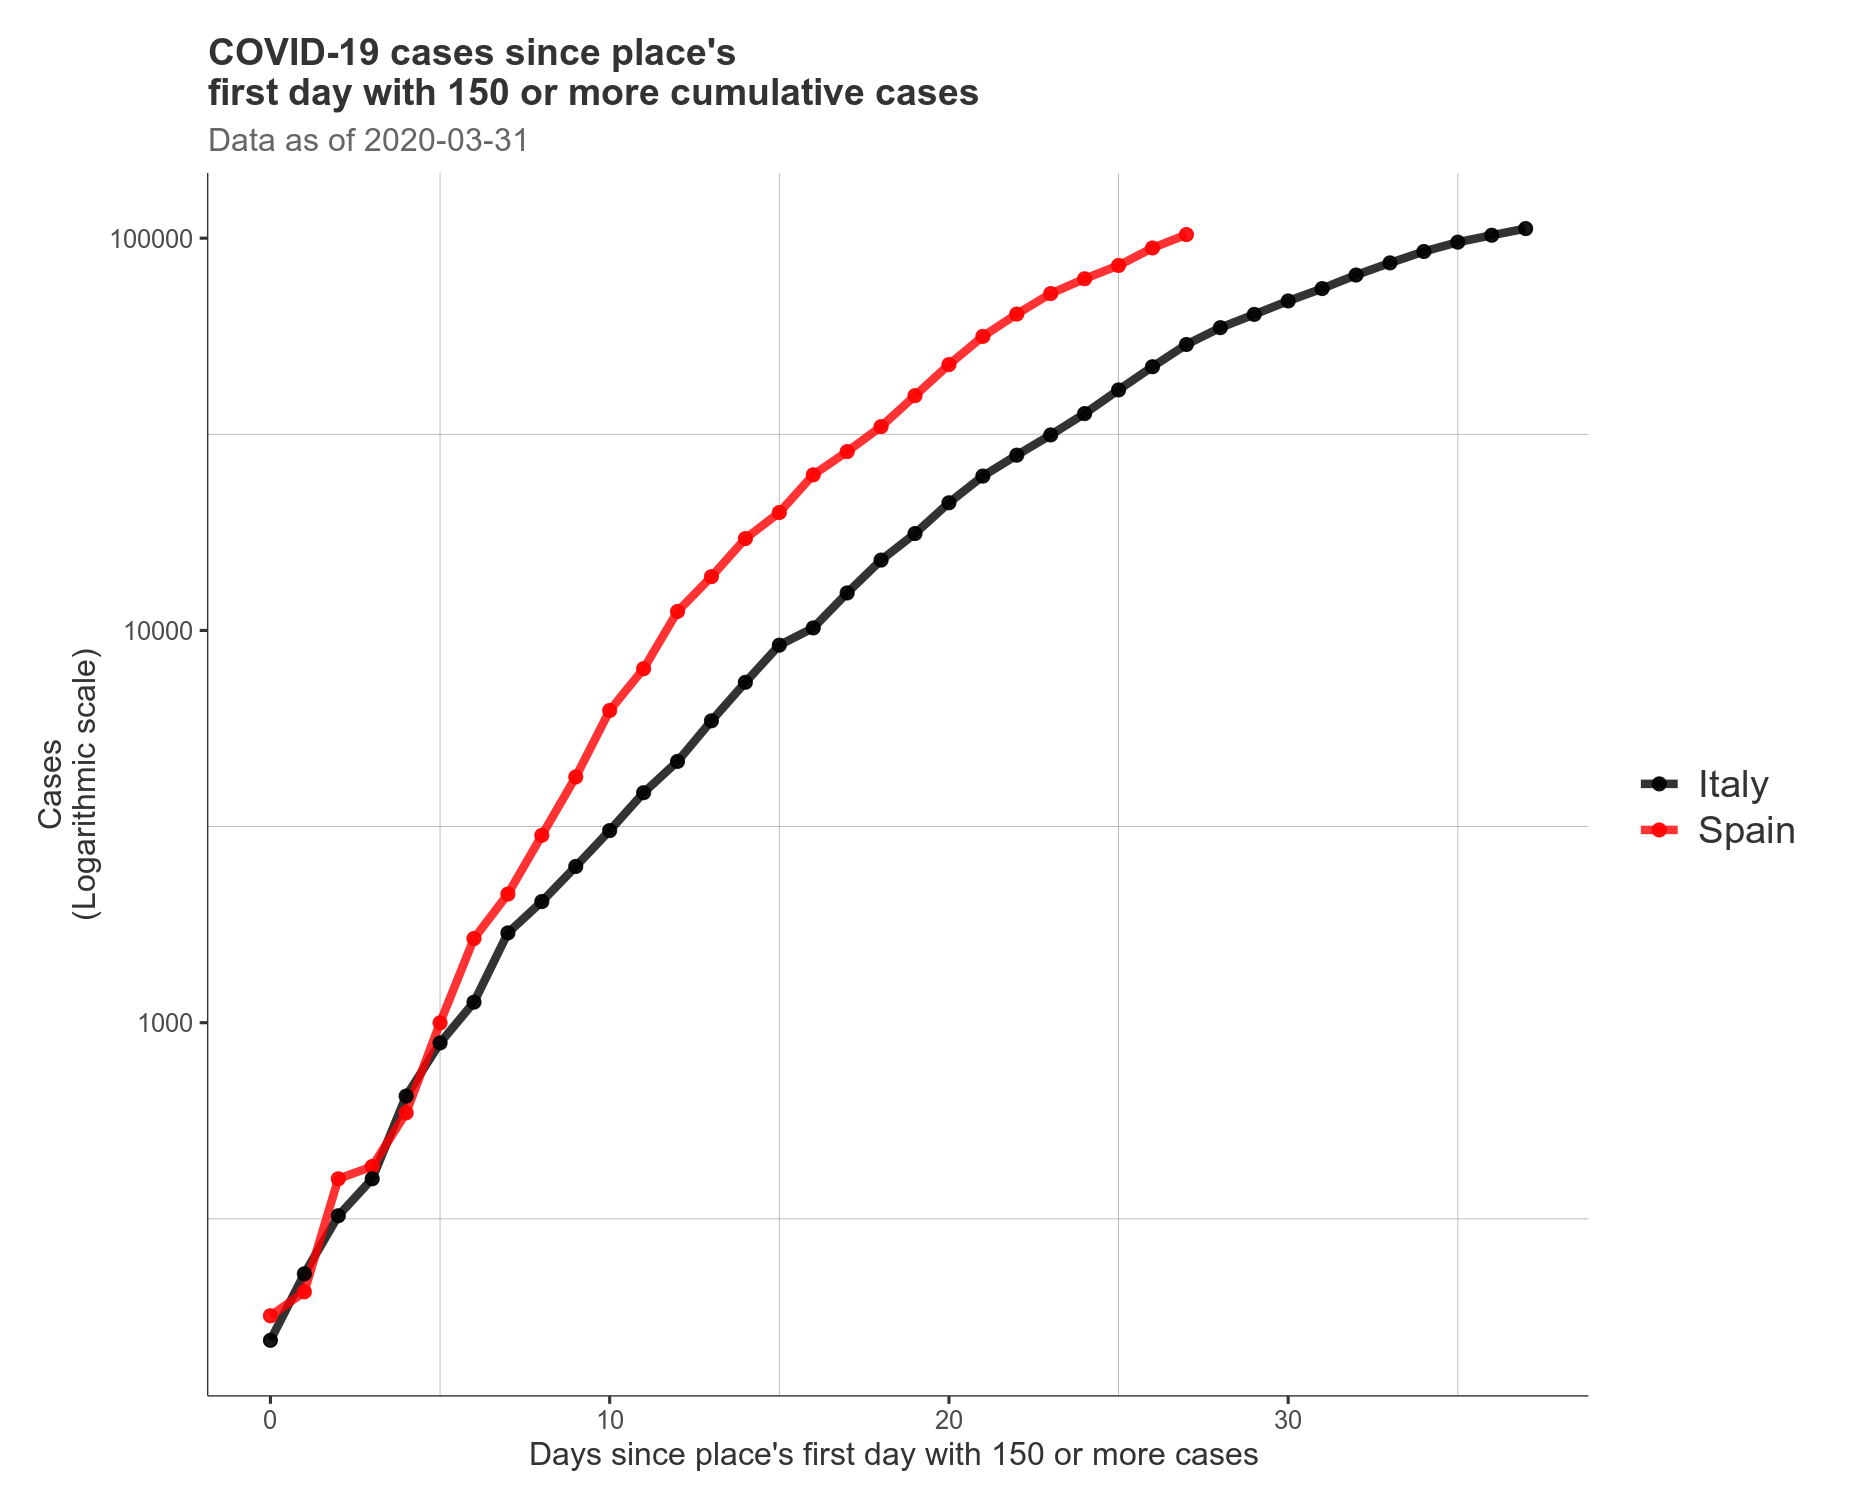 COVID-19 cases since place's
first day with 150 or more cumulative cases
Data as of 2020-03-31
100000
10000
1000
Cases
(Logarithmic scale)
0
10
20
30
Days since place's first day with 150 or more cases
Italy
Spain